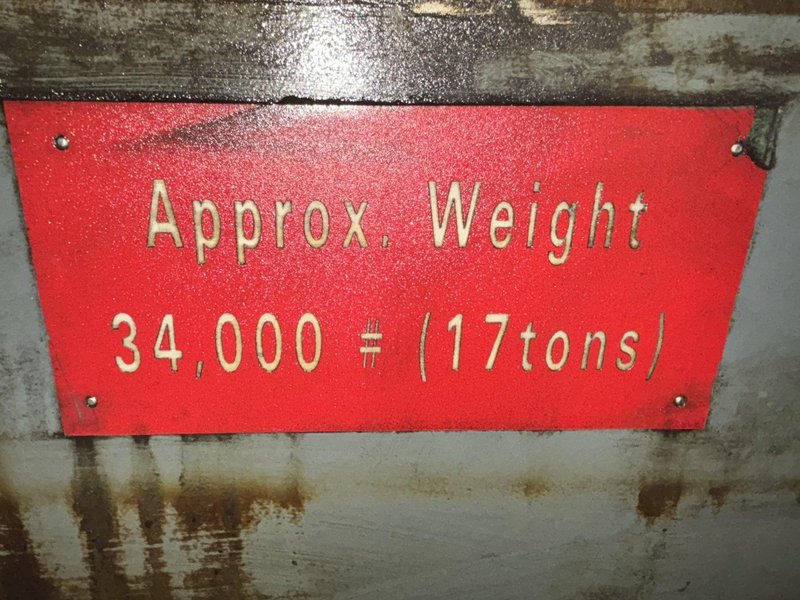 Approx. Weight
34,000 # (17tons)